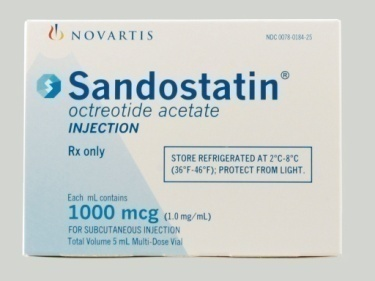 NOVARTIS
NDC 0078-0184-25
Sandostatin®
octreotide acetate
INJECTION
Rx only
STORE REFRIGERATED AT 2°C-8°C
(36°F-46°F); PROTECT FROM LIGHT.
Each mL contains
1000 mcg (1.0 mg/mL)
FOR SUBCUTANEOUS INJECTION
Total Volume 5 mL Multi-Dose Vial